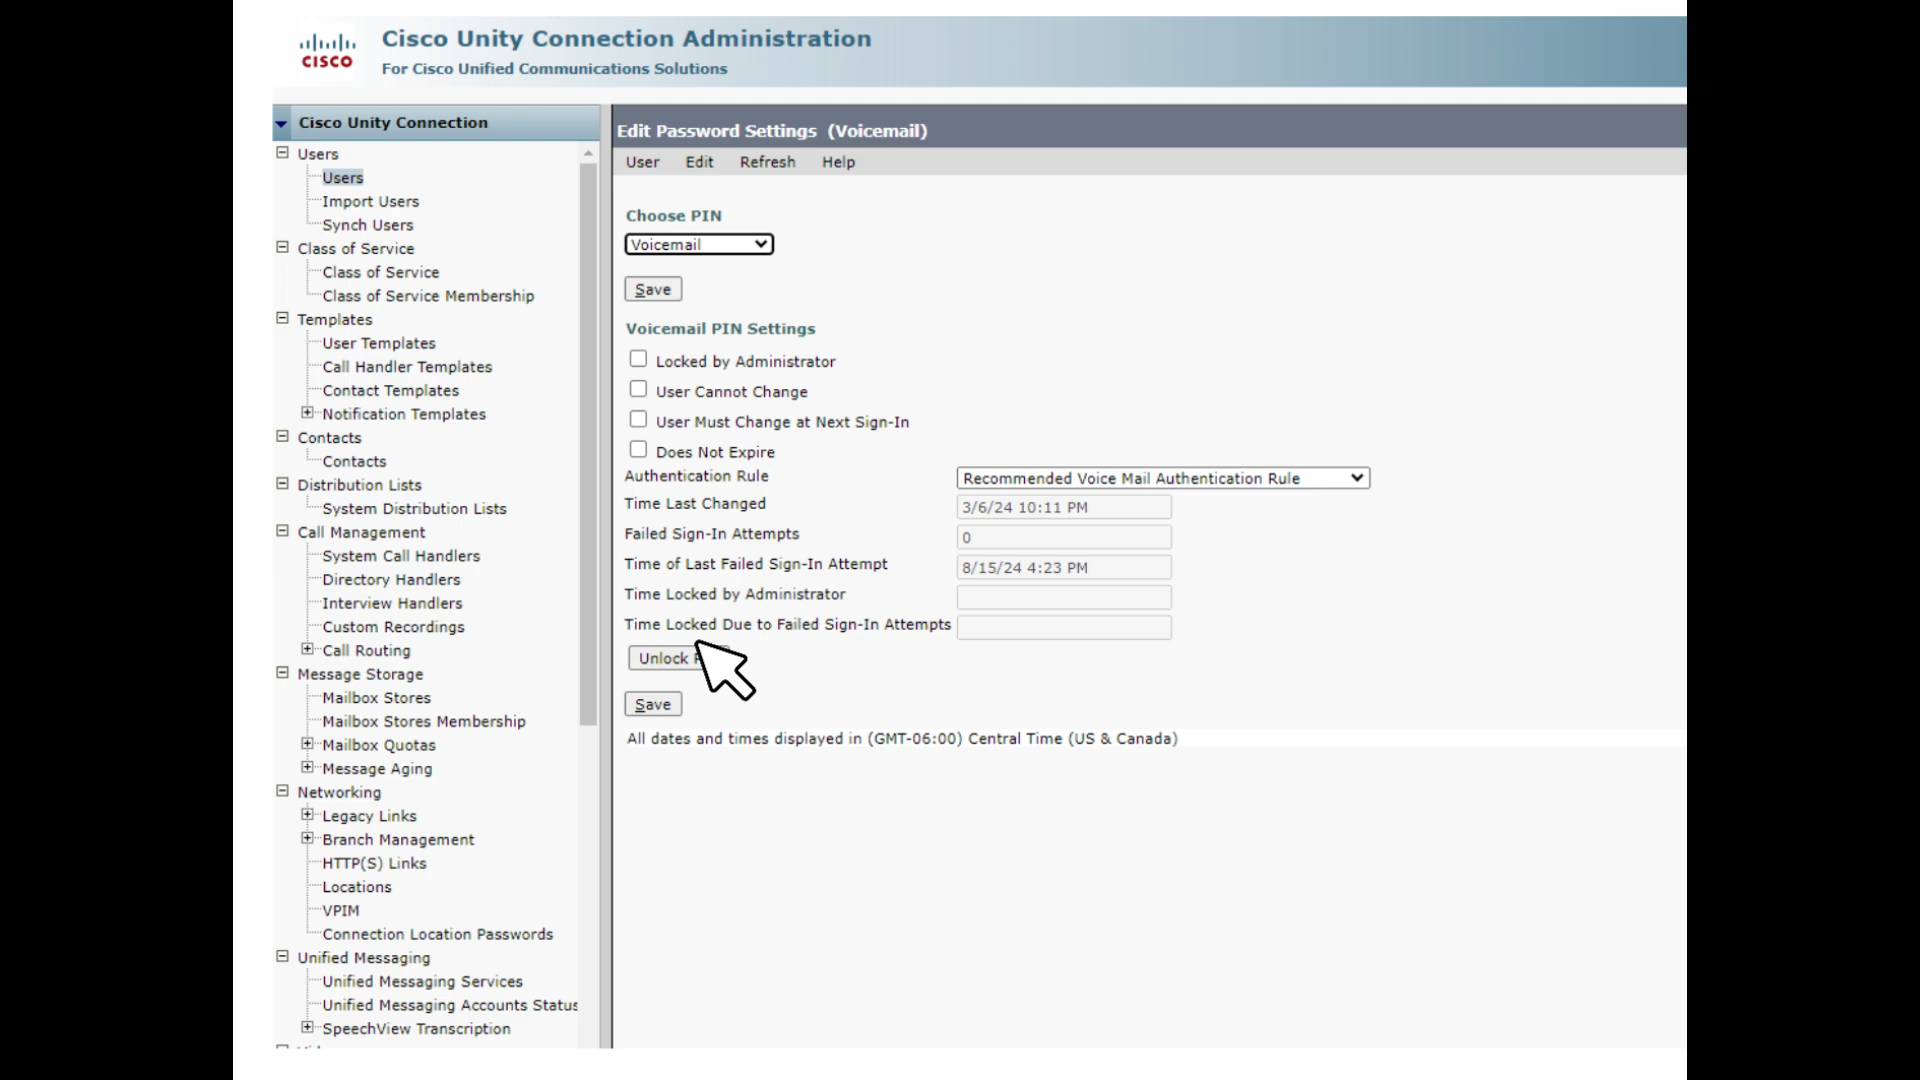 CISCO
Cisco Unity Connection Administration
For Cisco Unified Communications Solutions
Cisco Unity Connection
Users
Users
Import Users
Synch Users
Class of Service
Class of Service
Class of Service Membership
Templates
User Templates
Call Handler Templates
Contact Templates
Notification Templates
Contacts
Contacts
Distribution Lists
System Distribution Lists
Call Management
System Call Handlers
Directory Handlers
Interview Handlers
Custom Recordings
Call Routing
Message Storage
Mailbox Stores
Mailbox Stores Membership
Mailbox Quotas
Message Aging
Networking
Legacy Links
Branch Management
HTTP(S) Links
Locations
VPIM
Connection Location Passwords
Unified Messaging
Unified Messaging Services
Unified Messaging Accounts Status
SpeechView Transcription
Edit Password Settings (Voicemail)
User Edit Refresh Help
Choose PIN
Voicemail
Save
Voicemail PIN Settings
Locked by Administrator
User Cannot Change
User Must Change at Next Sign-In
Does Not Expire
Authentication Rule Recommended Voice Mail Authentication Rule
Time Last Changed 3/6/24 10:11 PM
Failed Sign-In Attempts 0
Time of Last Failed Sign-In Attempt 8/15/24 4:23 PM
Time Locked by Administrator
Time Locked Due to Failed Sign-In Attempts
Unlock
Save
All dates and times displayed in (GMT-06:00) Central Time (US & Canada)